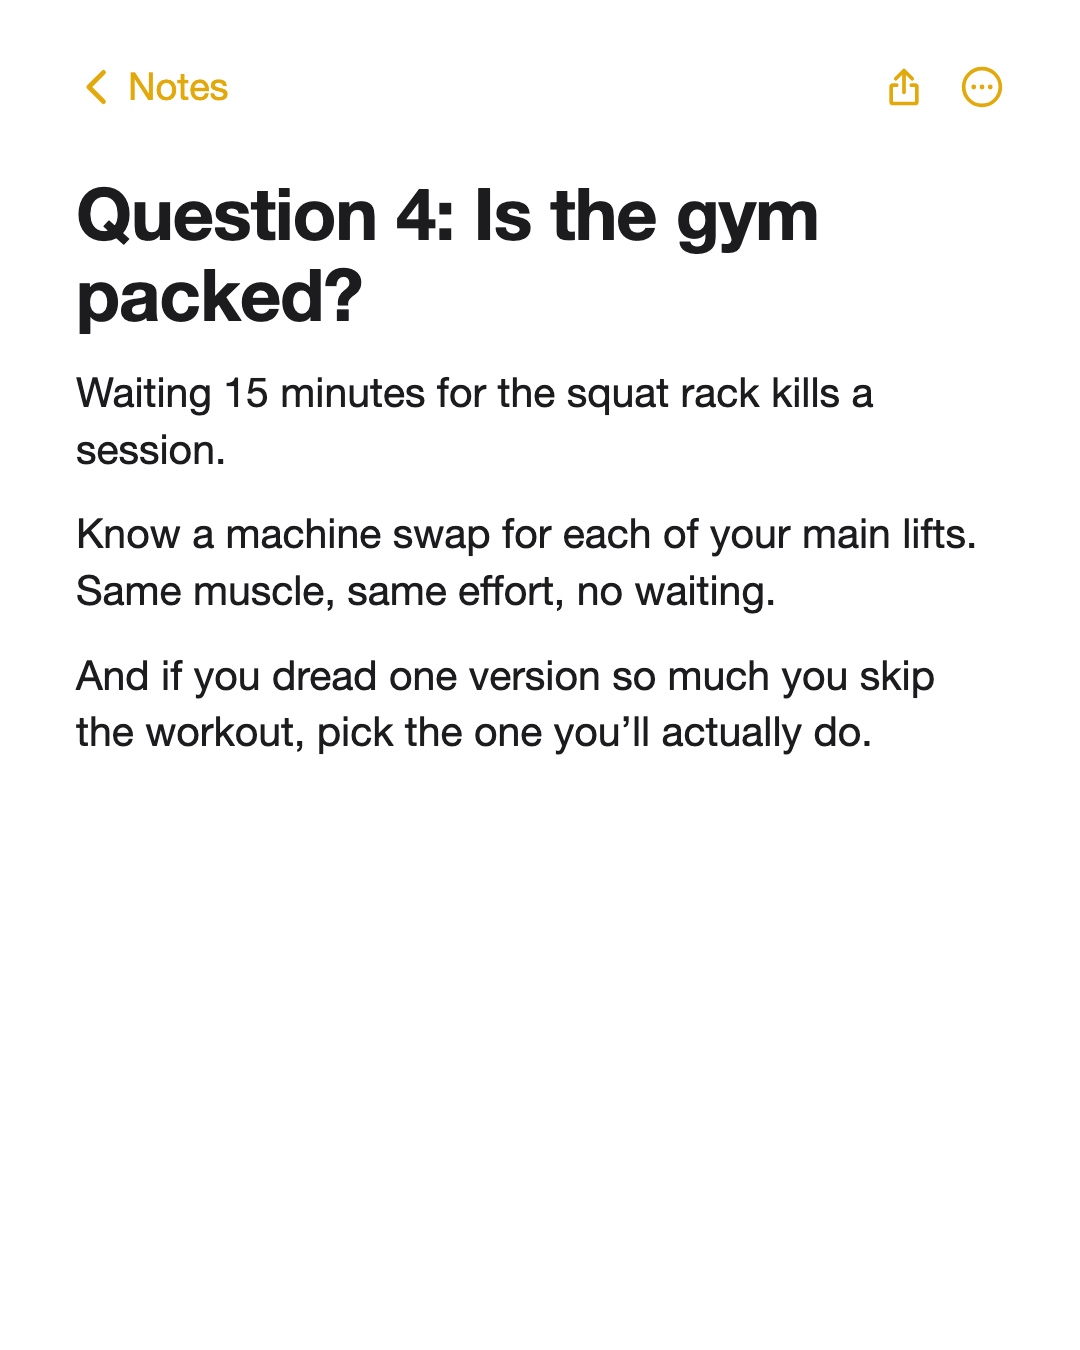 Notes
Question 4: Is the gym
packed?
Waiting 15 minutes for the squat rack kills a
session.
Know a machine swap for each of your main lifts.
Same muscle, same effort, no waiting.
And if you dread one version so much you skip
the workout, pick the one you’ll actually do.